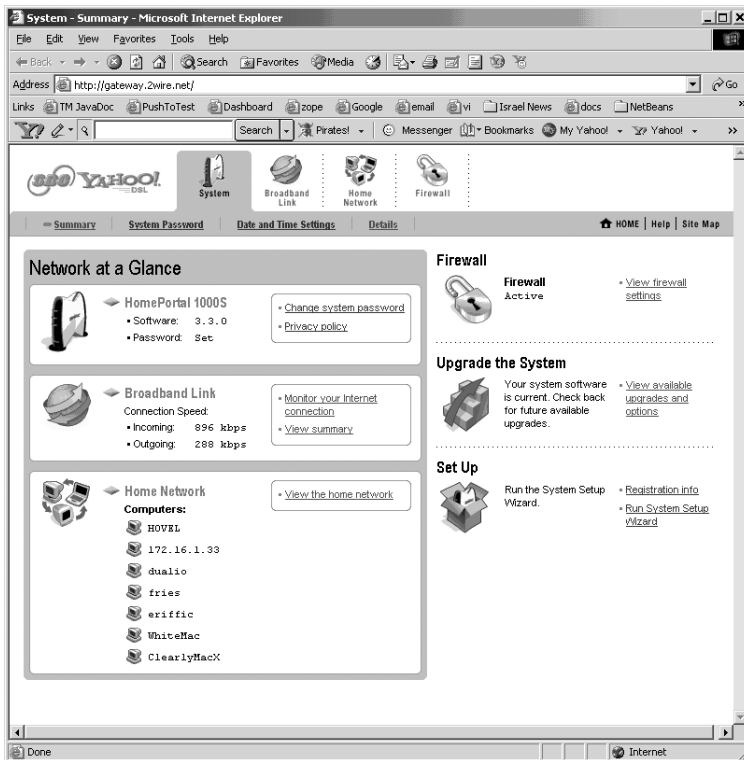 System - Summary - Microsoft Internet Explorer
File Edit View Favorites Tools Help
Back Search Favorites Media
Address http://gateway.2wire.net/ Go
Links TM JavaDoc PushToTest Dashboard zope Google email vi Israel News docs NetBeans »
Y! Search Pirates! Messenger Bookmarks My Yahoo! Yahoo! »
SBC YAHOO! DSL
System
Broadband Link
Home Network
Firewall
Summary System Password Date and Time Settings Details HOME | Help | Site Map
Network at a Glance
HomePortal 1000S
• Software: 3.3.0
• Password: Set
• Change system password
• Privacy policy
Broadband Link
Connection Speed:
• Incoming: 896 kbps
• Outgoing: 288 kbps
• Monitor your Internet
connection
• View summary
Home Network
Computers:
HOVEL
172.16.1.33
dualio
fries
eriffic
WhiteMac
ClearlyMacX
• View the home network
Firewall
Firewall
Active
• View firewall
settings
Upgrade the System
Your system software
is current. Check back
for future available
upgrades.
• View available
upgrades and
options
Set Up
Run the System Setup
Wizard.
• Registration info
• Run System Setup
Wizard
Done Internet